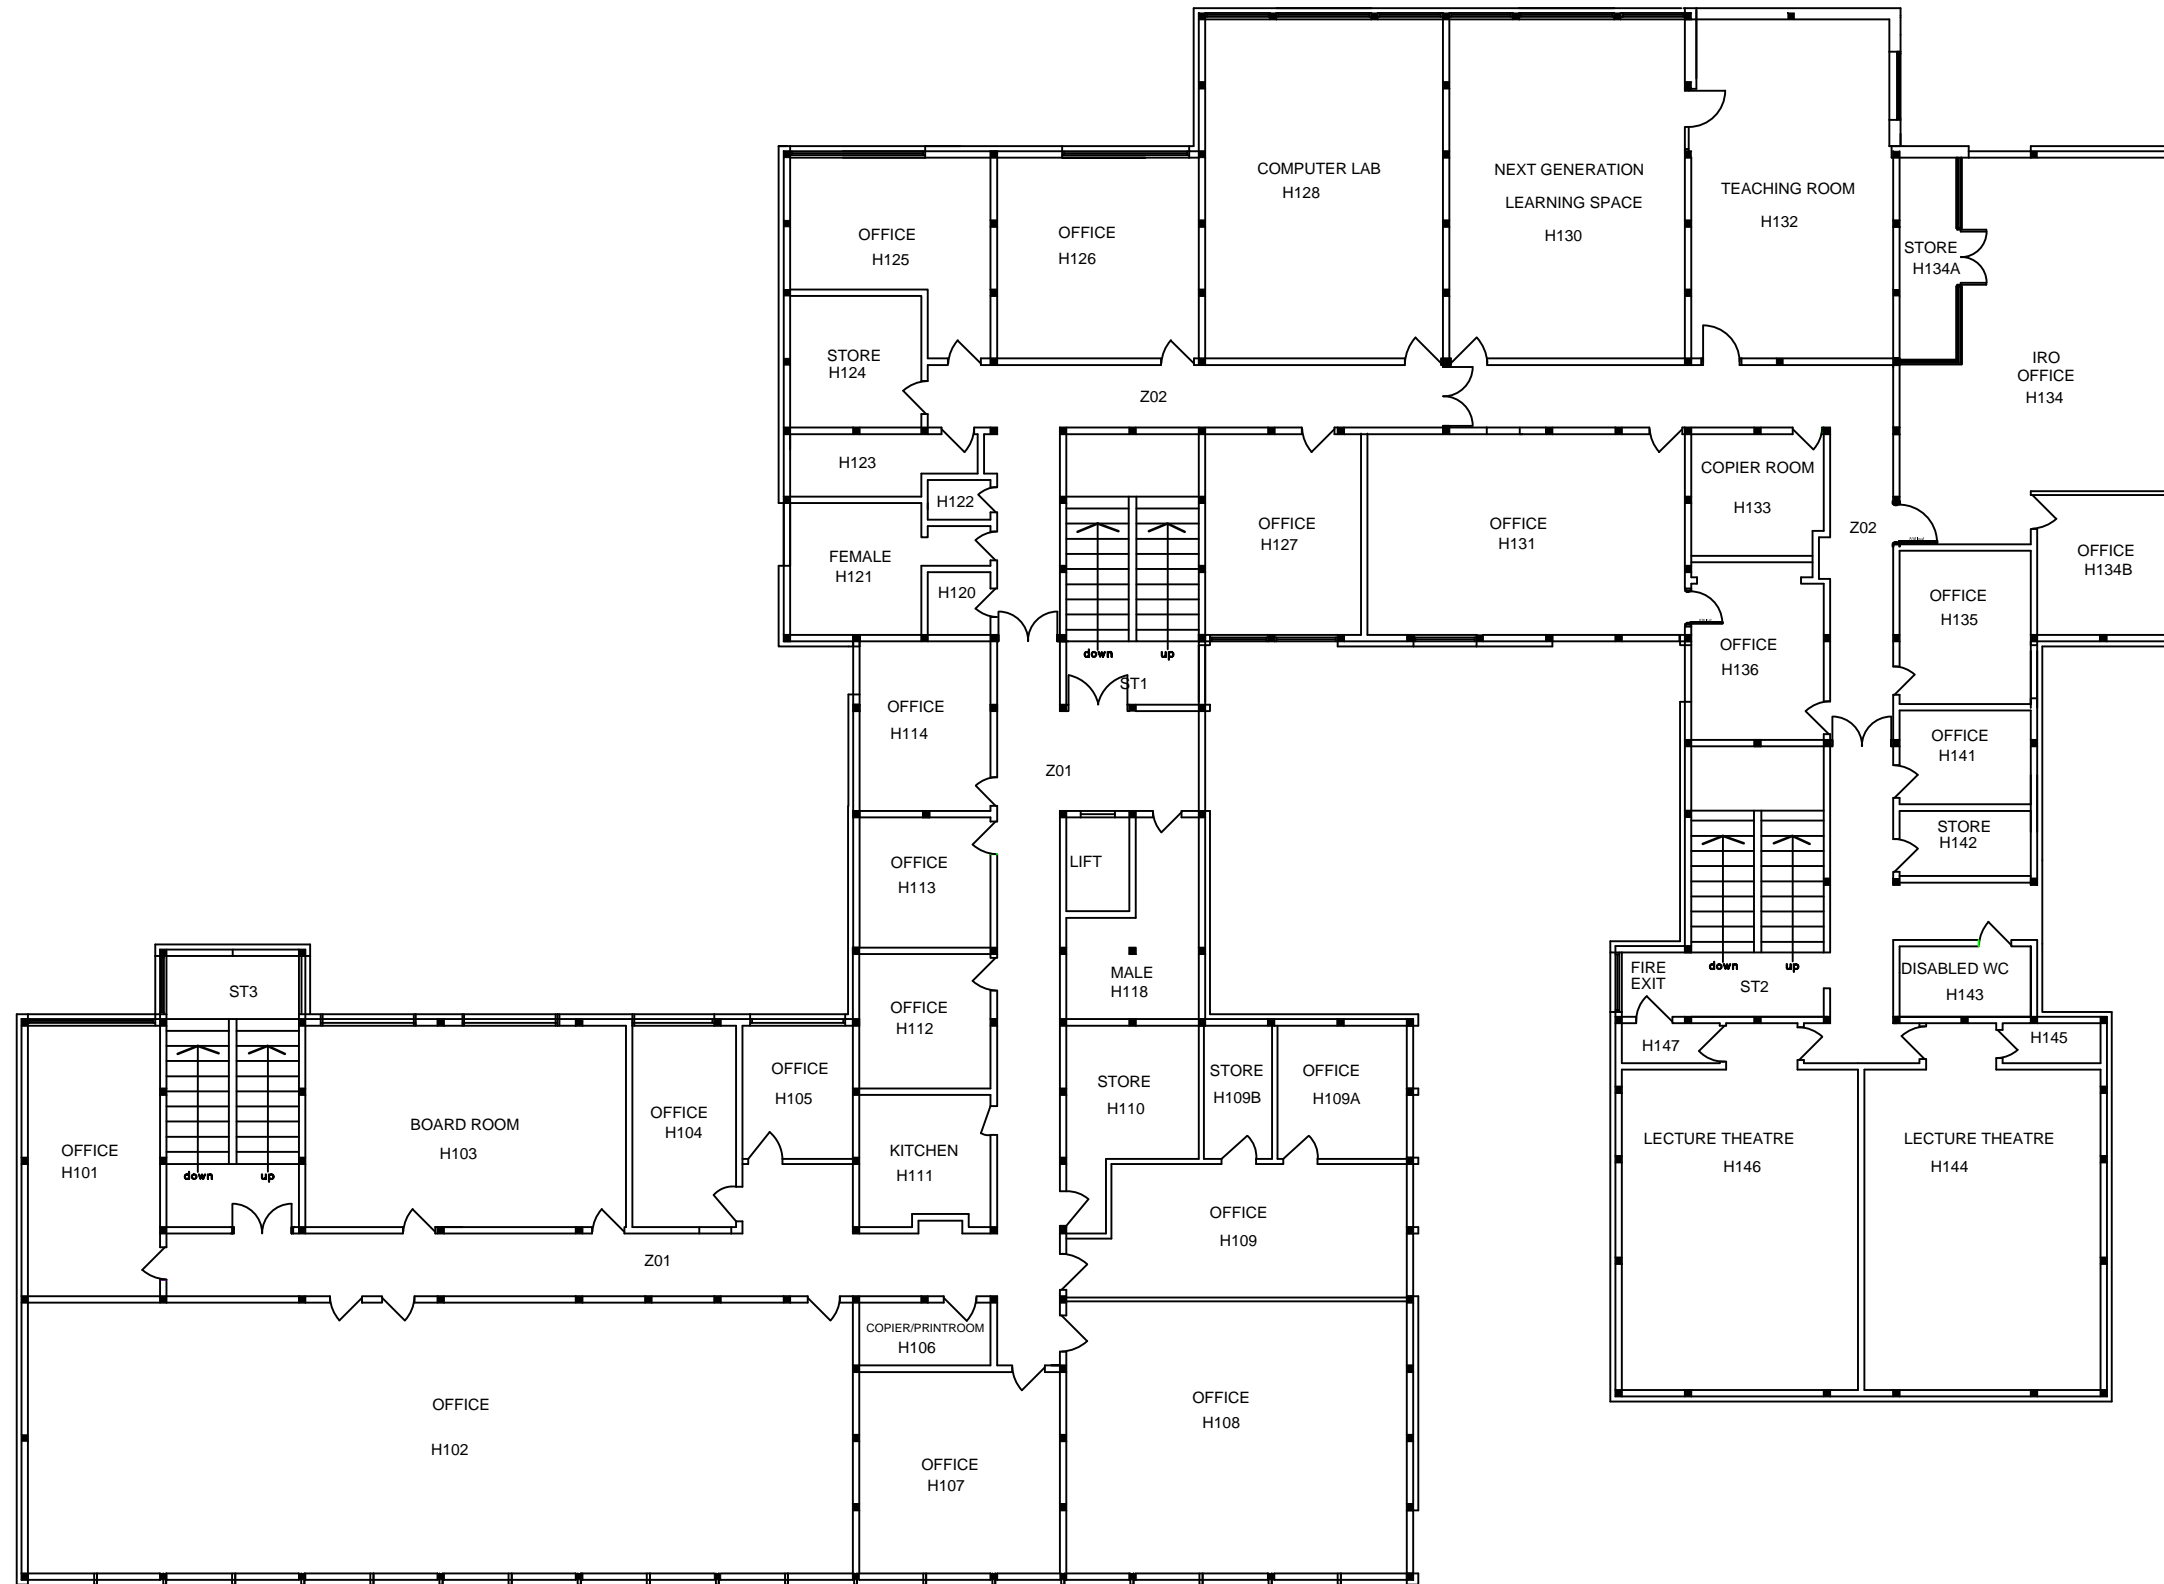 COMPUTER LAB
H128
NEXT GENERATION
LEARNING SPACE
H130
TEACHING ROOM
H132
OFFICE
H125
OFFICE
H126
STORE
H134A
STORE
H124
IRO
OFFICE
H134
Z02
H123
H122
COPIER ROOM
H133
OFFICE
H127
OFFICE
H131
Z02
FEMALE
H121
H120
OFFICE
H134B
OFFICE
H135
OFFICE
H136
down
up
ST1
OFFICE
H114
OFFICE
H141
Z01
STORE
H142
LIFT
OFFICE
H113
MALE
H118
FIRE
EXIT
down
up
ST2
DISABLED WC
H143
ST3
OFFICE
H112
H147
H145
OFFICE
H105
STORE
H110
STORE
H109B
OFFICE
H109A
BOARD ROOM
H103
OFFICE
H104
OFFICE
H101
down
up
KITCHEN
H111
LECTURE THEATRE
H146
LECTURE THEATRE
H144
OFFICE
H109
Z01
COPIER/PRINTROOM
H106
OFFICE
H102
OFFICE
H108
OFFICE
H107